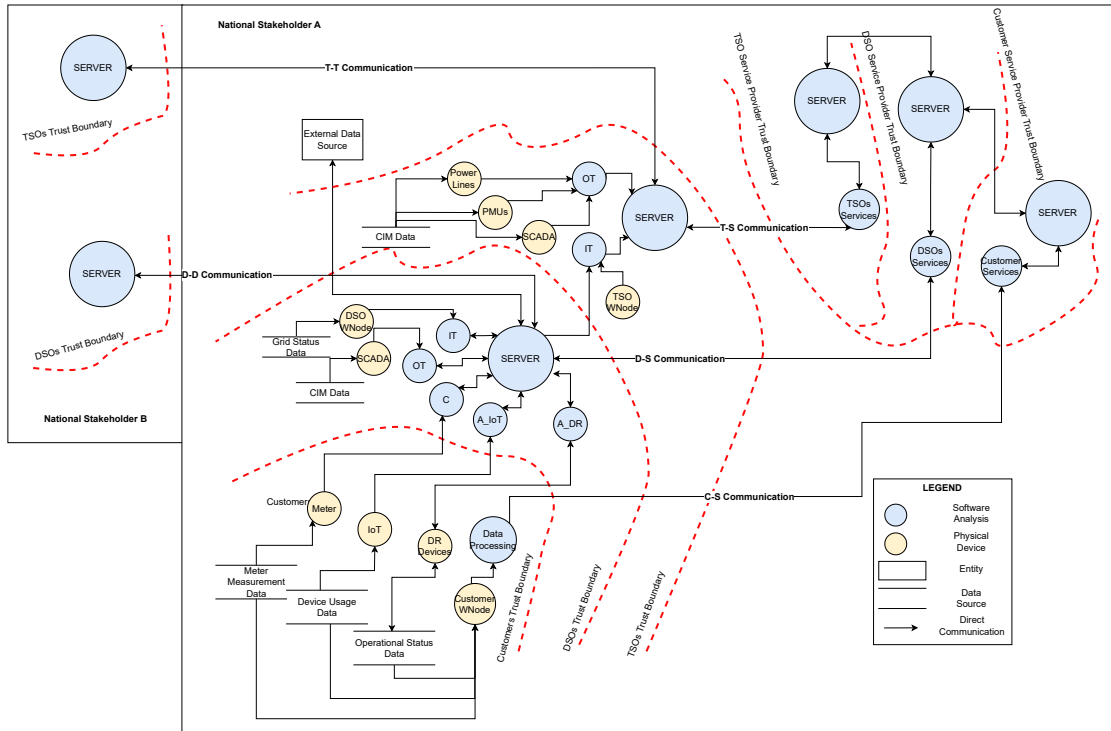 National Stakeholder A
SERVER
T-T Communication
TSOs Trust Boundary
TSO Service Provider Trust Boundary
DSO Service Provider Trust Boundary
Customer Service Provider Trust Boundary
SERVER
SERVER
External Data
Source
Power
Lines
OT
PMUs
SCADA
CIM Data
SERVER
IT
TSO
WNode
T-S Communication
TSOs
Services
DSOs
Services
SERVER
Customer
Services
SERVER
DSOs Trust Boundary
D-D Communication
DSO
WNode
Grid Status
Data
SCADA
CIM Data
IT
OT
SERVER
D-S Communication
C
A_IoT
A_DR
National Stakeholder B
Customer
Meter
IoT
DR
Devices
Data
Processing
C-S Communication
Meter
Measurement
Data
Device Usage
Data
Customer
WNode
Operational Status
Data
Customers Trust Boundary
DSOs Trust Boundary
TSOs Trust Boundary
LEGEND
Software
Analysis
Physical
Device
Entity
Data
Source
Direct
Communication